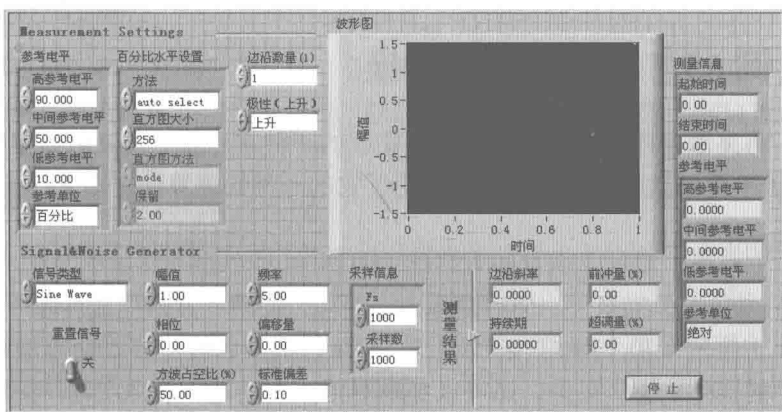 Measurement Settings
参考电平
高参考电平
90.000
中间参考电平
50.000
低参考电平
10.000
参考单位
百分比
百分比水平设置
方法
auto select
直方图大小
256
直方图方法
mode
保留
2.00
边沿数量(1)
1
极性(上升)
上升
波形图
幅值
1.5
1
0.5
0
-0.5
-1
-1.5
0 0.2 0.4 0.6 0.8 1
时间
测量信息
起始时间
0.00
结束时间
0.00
参考电平
高参考电平
0.0000
中间参考电平
0.0000
低参考电平
0.0000
参考单位
绝对
Signal&Noise Generator
信号类型
Sine Wave
重置信号
关
幅值
1.00
相位
0.00
方波占空比(%)
50.00
频率
5.00
偏移量
0.00
标准偏差
0.10
采样信息
Fs
1000
采样数
1000
测量结果
边沿斜率
0.0000
前冲量(%)
0.00
持续期
0.00000
超调量(%)
0.00
停止